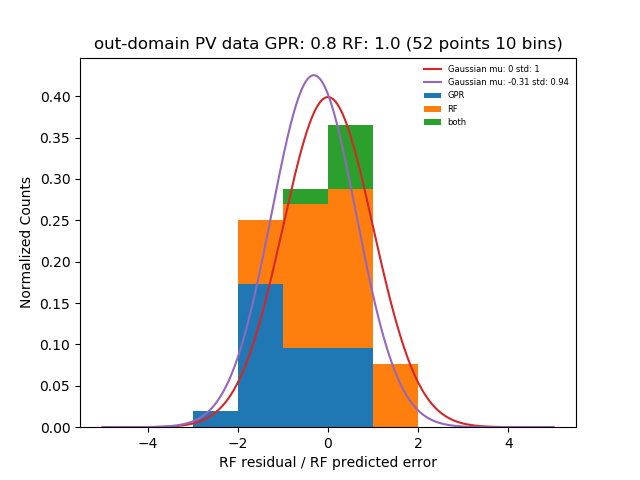 out-domain PV data GPR: 0.8 RF: 1.0 (52 points 10 bins)
Gaussian mu: 0 std: 1
Gaussian mu: -0.31 std: 0.94
GPR
RF
both
Normalized Counts
0.40
0.35
0.30
0.25
0.20
0.15
0.10
0.05
0.00
−4 −2 0 2 4
RF residual / RF predicted error